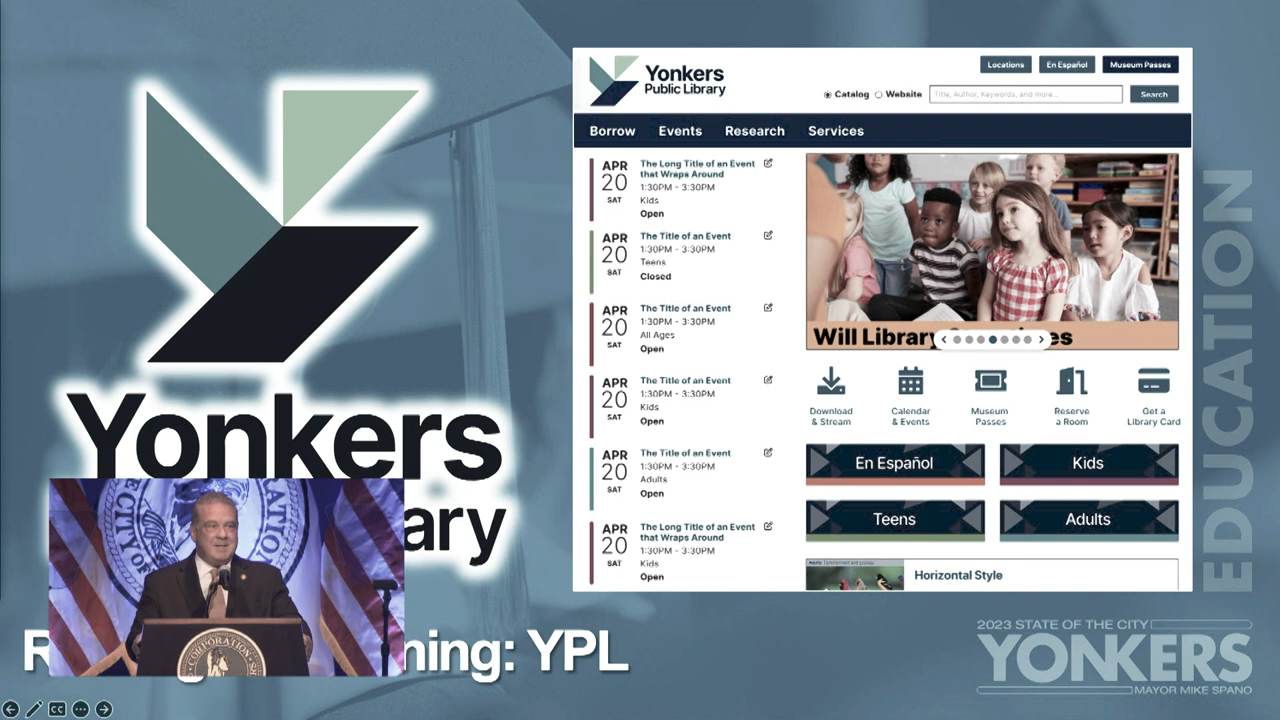 Yonkers
ary
ning: YPL
Yonkers
Public Library
Locations
En Español
Museum Passes
Catalog
Website
Title, Author, Keywords, and more...
Search
Borrow
Events
Research
Services
APR
20
SAT
The Long Title of an Event
that Wraps Around
1:30PM - 3:30PM
Kids
Open
APR
20
SAT
The Title of an Event
1:30PM - 3:30PM
Teens
Closed
APR
20
SAT
The Title of an Event
1:30PM - 3:30PM
All Ages
Open
APR
20
SAT
The Title of an Event
1:30PM - 3:30PM
Kids
Open
APR
20
SAT
The Title of an Event
1:30PM - 3:30PM
Adults
Open
APR
20
SAT
The Long Title of an Event
that Wraps Around
1:30PM - 3:30PM
Kids
Open
Will Library
es
Download
& Stream
Calendar
& Events
Museum
Passes
Reserve
a Room
Get a
Library Card
En Español
Kids
Teens
Adults
Horizontal Style
EDUCATION
2023 STATE OF THE CITY
YONKERS
MAYOR MIKE SPANO
CORPORATION
CC